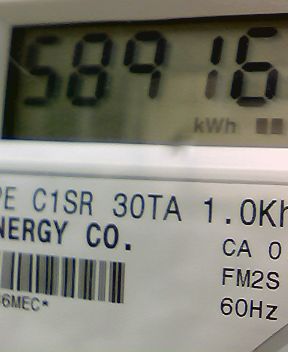 58916
kWh
PE C1SR 30TA 1.0Kh
NERGY CO.
CA 0
FM2S
6MEC*
60Hz